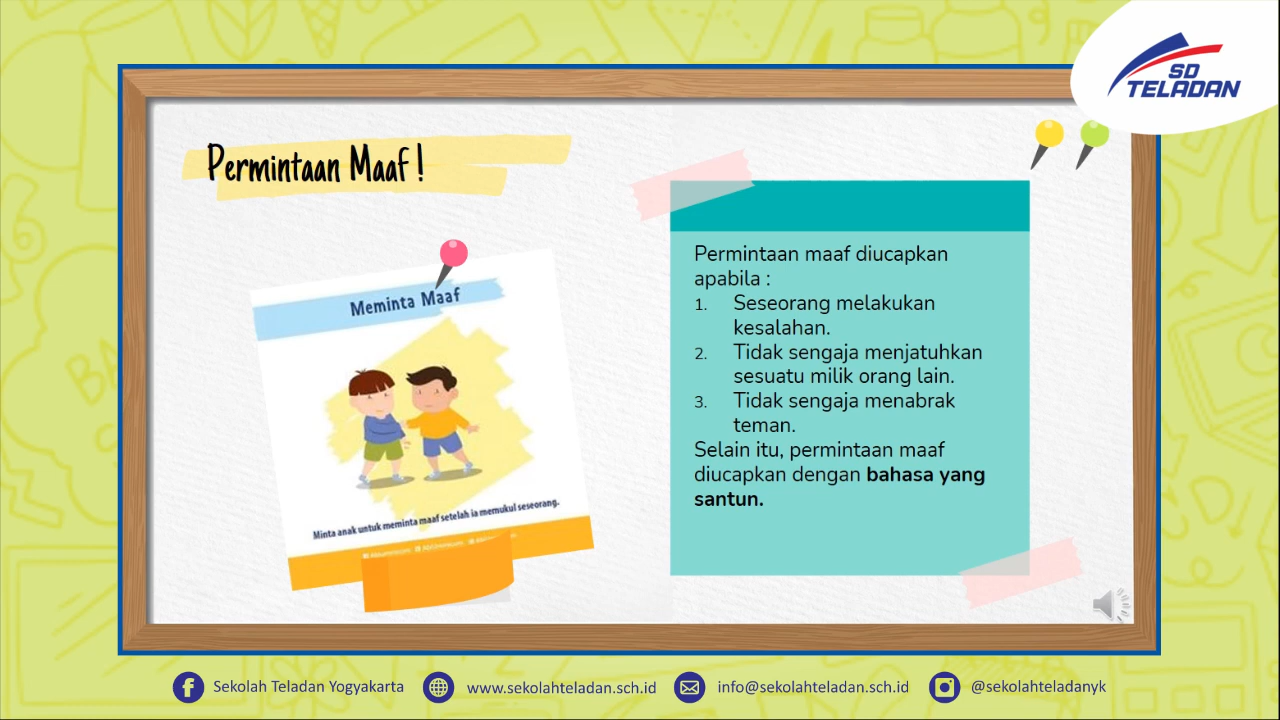 SD
TELADAN
Permintaan Maaf !
Meminta Maaf
Minta anak untuk meminta maaf setelah ia memukul seseorang.
Permintaan maaf diucapkan
apabila :
1. Seseorang melakukan
kesalahan.
2. Tidak sengaja menjatuhkan
sesuatu milik orang lain.
3. Tidak sengaja menabrak
teman.
Selain itu, permintaan maaf
diucapkan dengan bahasa yang
santun.
Sekolah Teladan Yogyakarta
www.sekolahteladan.sch.id
info@sekolahteladan.sch.id
@sekolahteladanyk